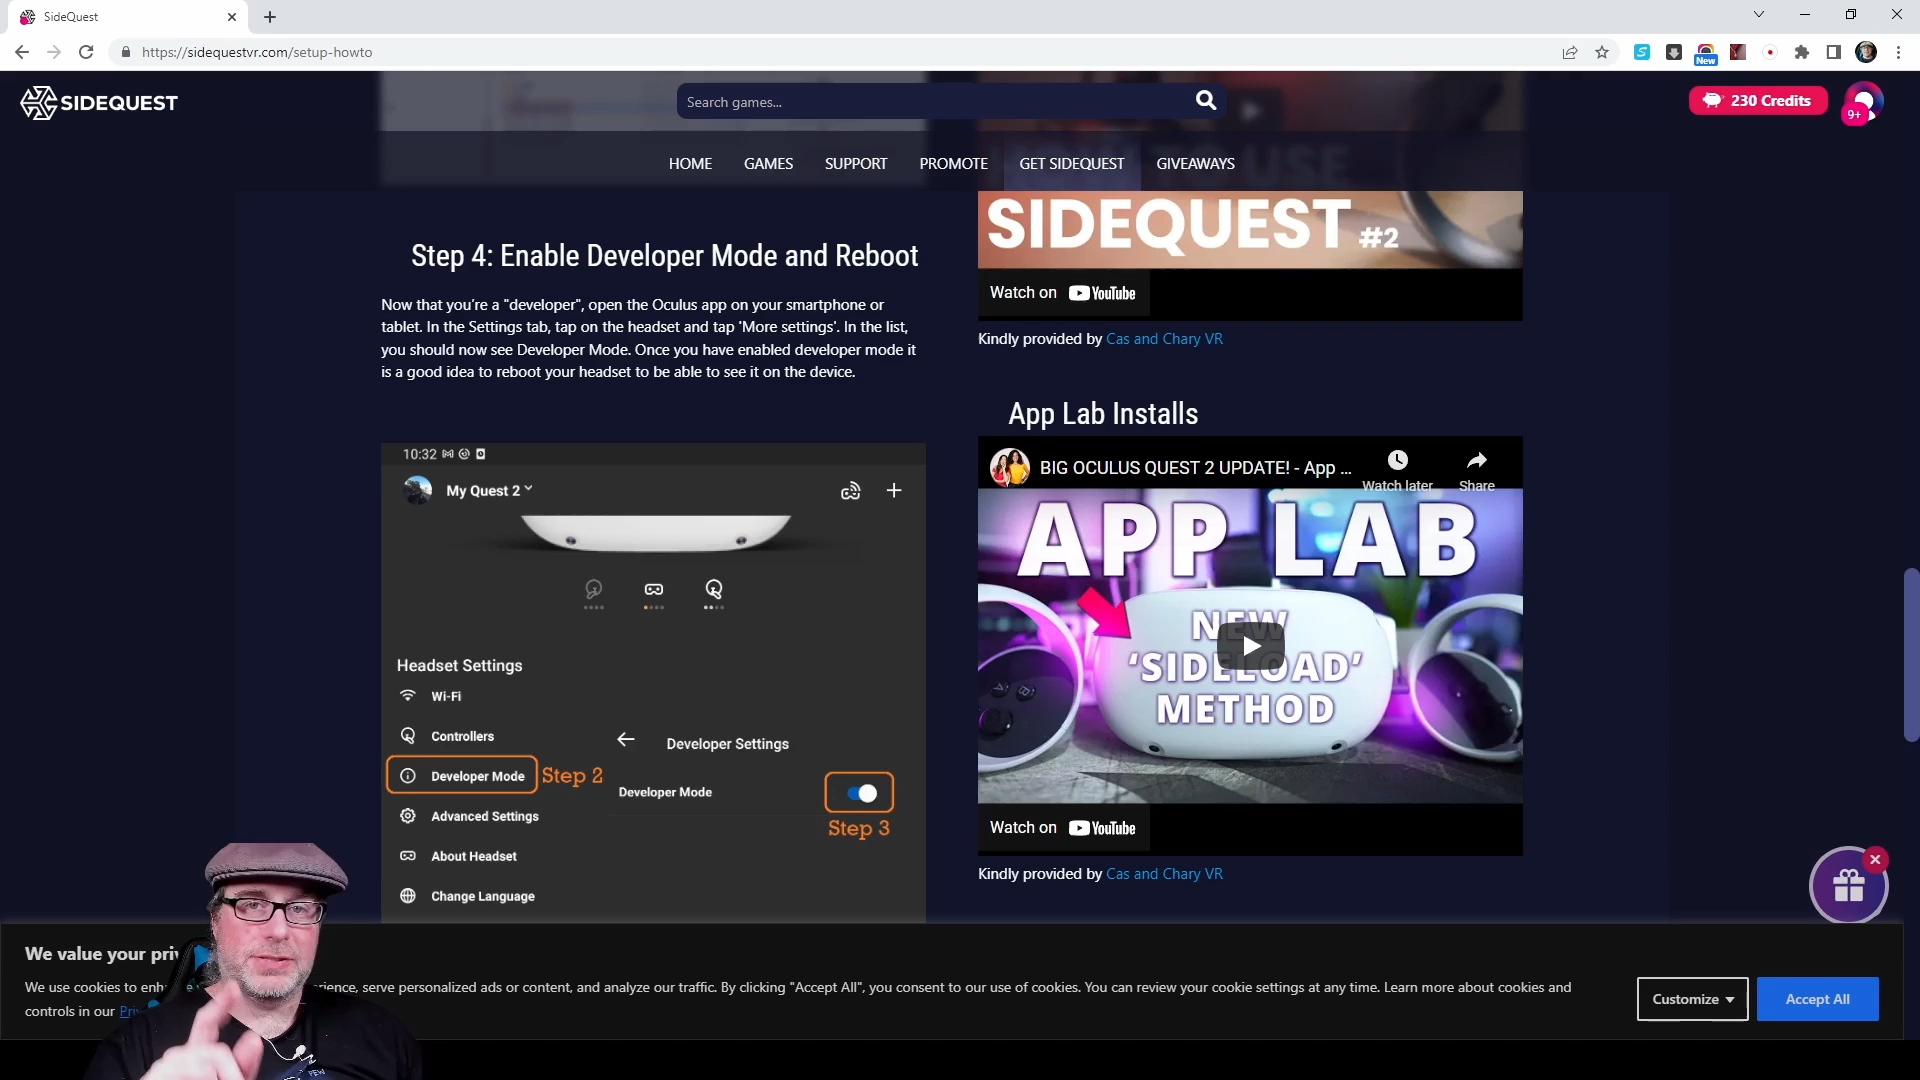 SideQuest
https://sidequestvr.com/setup-howto
New
SIDEQUEST
Search games...
230 Credits
9+
HOME GAMES SUPPORT PROMOTE GET SIDEQUEST GIVEAWAYS
Step 4: Enable Developer Mode and Reboot
Now that you're a "developer", open the Oculus app on your smartphone or
tablet. In the Settings tab, tap on the headset and tap 'More settings'. In the list,
you should now see Developer Mode. Once you have enabled developer mode it
is a good idea to reboot your headset to be able to see it on the device.
10:32
My Quest 2
Headset Settings
Wi-Fi
Controllers
Developer Mode Step 2
Advanced Settings
About Headset
Change Language
Developer Settings
Developer Mode
Step 3
HOW TO USE
SIDEQUEST #2
Watch on YouTube
Kindly provided by Cas and Chary VR
App Lab Installs
BIG OCULUS QUEST 2 UPDATE! - App ...
Watch later Share
APP LAB
NEW
'SIDELOAD'
METHOD
Watch on YouTube
Kindly provided by Cas and Chary VR
We value your
We use cookies to serve personalized ads or content, and analyze our traffic. By clicking "Accept All", you consent to our use of cookies. You can review your cookie settings at any time. Learn more about cookies and
controls in our
Customize
Accept All